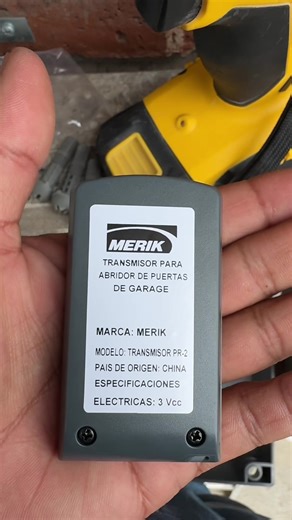 MERIK
TRANSMISOR PARA
ABRIDOR DE PUERTAS
DE GARAGE
MARCA: MERIK
MODELO: TRANSMISOR PR-2
PAIS DE ORIGEN: CHINA
ESPECIFICACIONES
ELECTRICAS: 3 Vcc